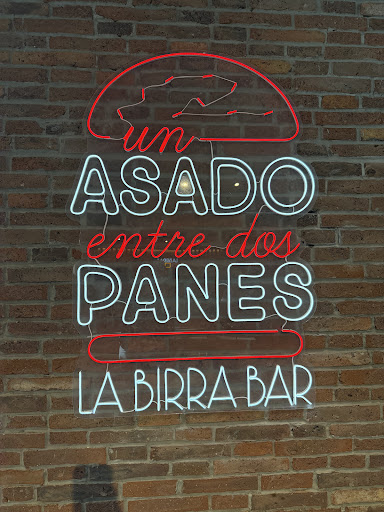 un
ASADO
entre dos
PANES
LA BIRRA BAR